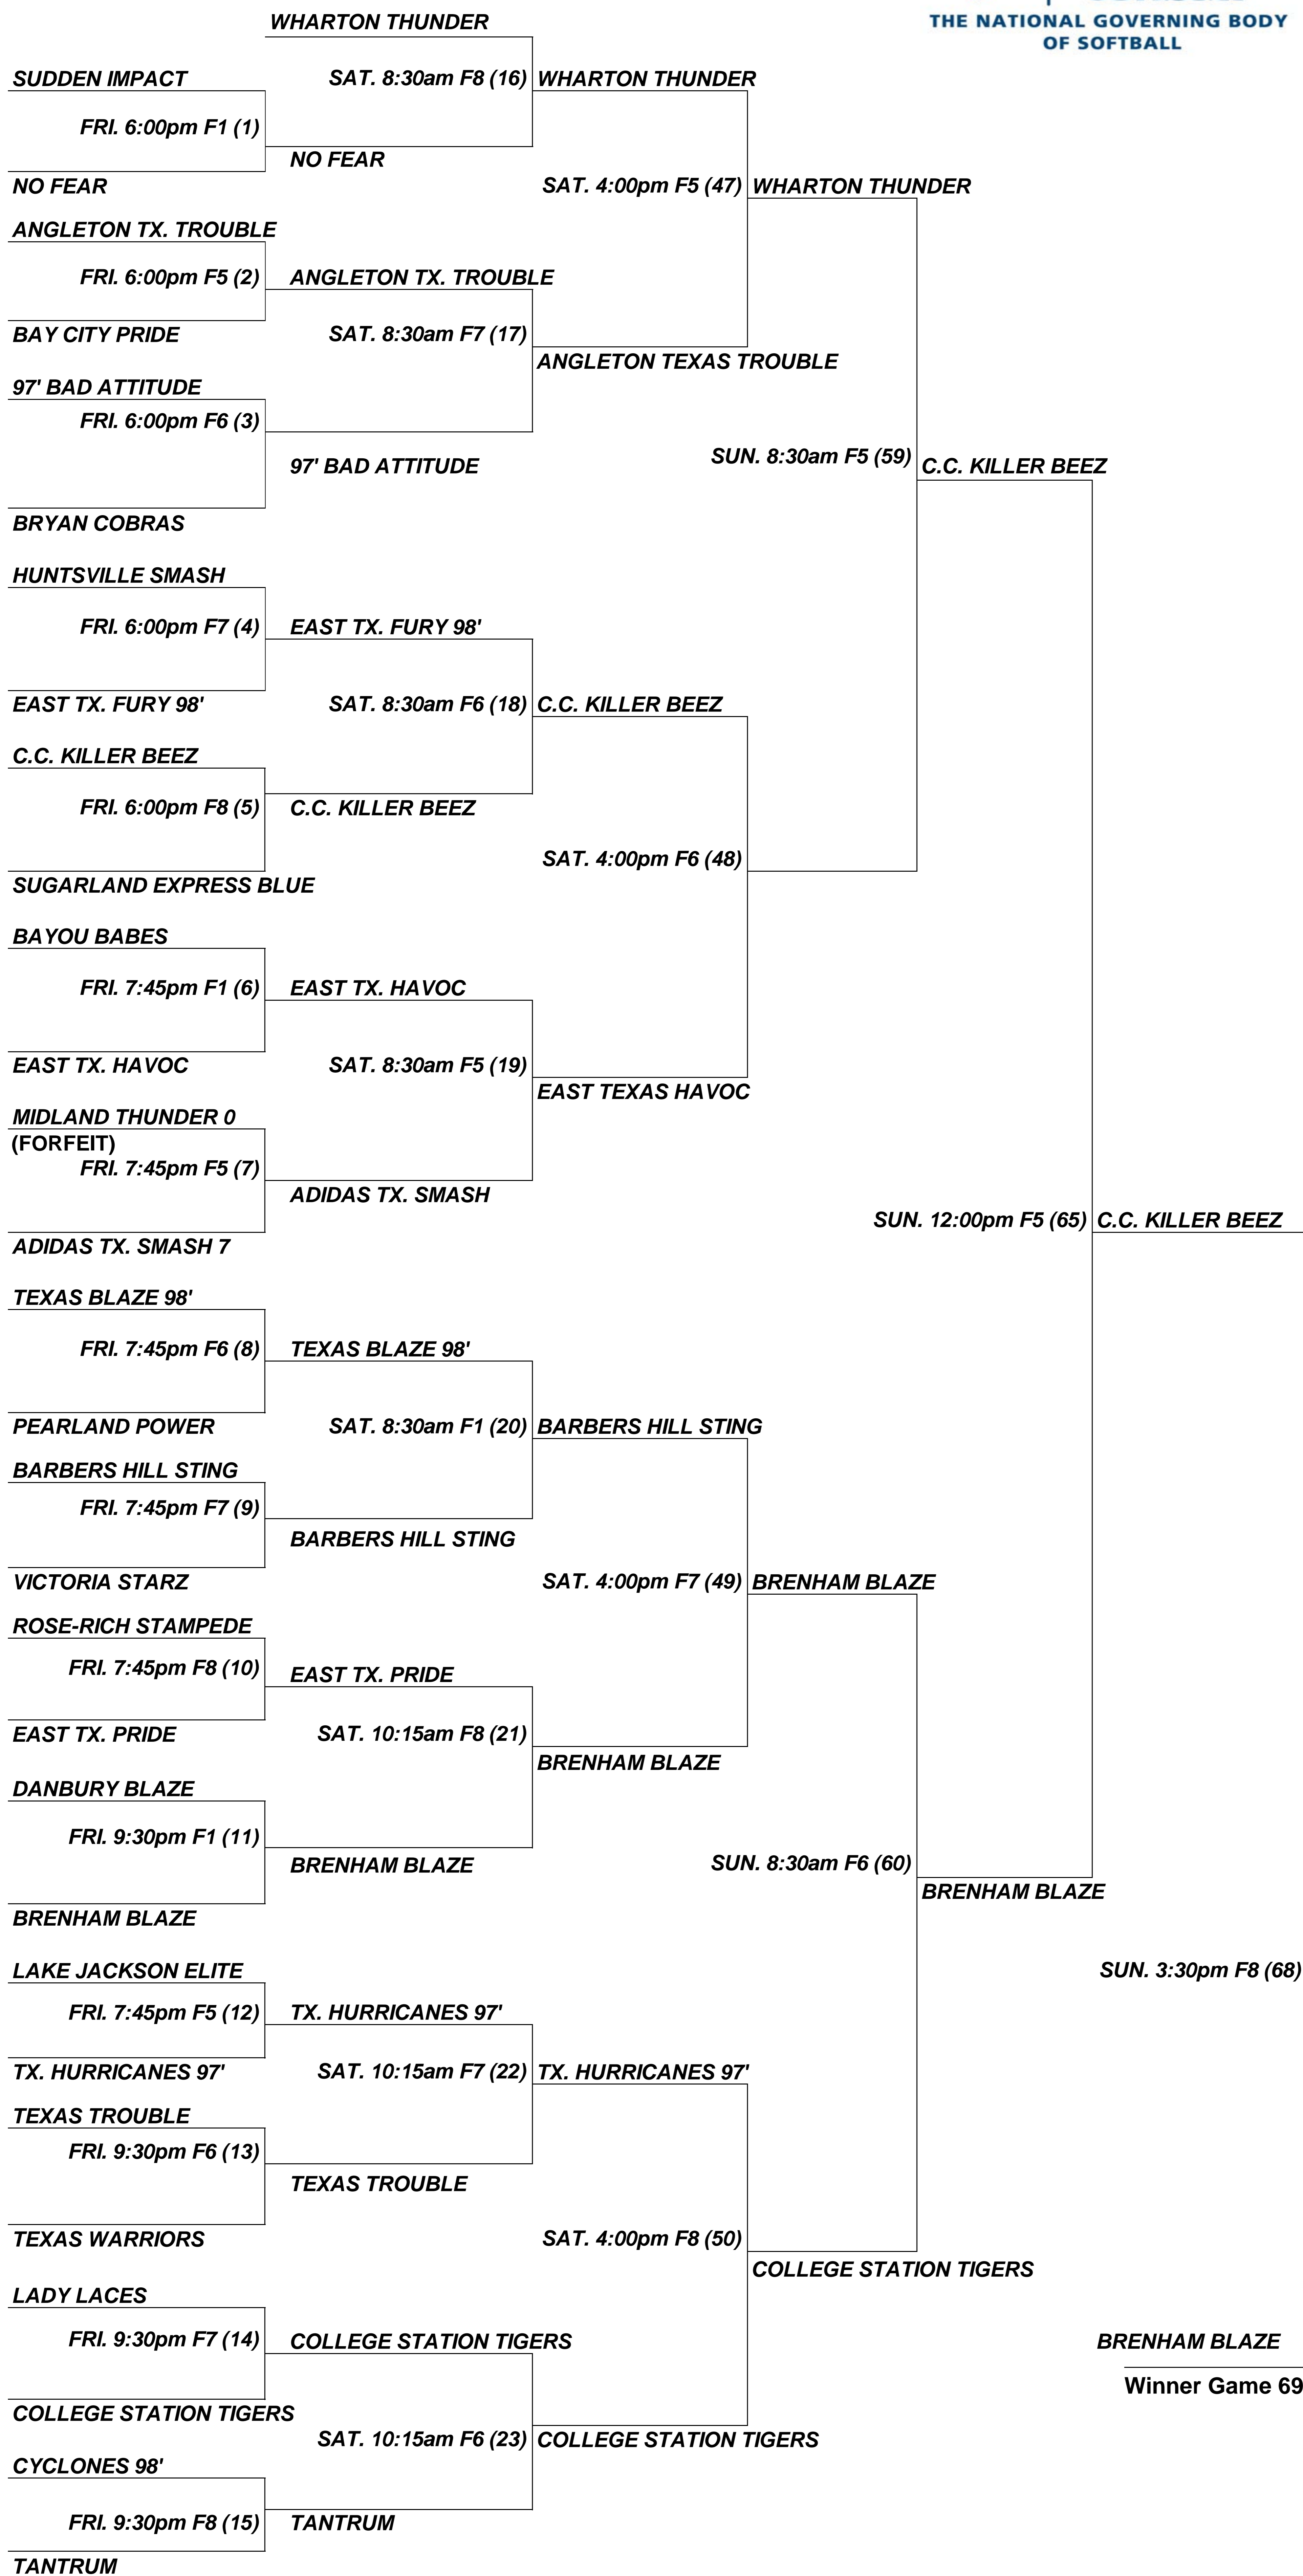 THE NATIONAL GOVERNING BODY
OF SOFTBALL
WHARTON THUNDER
SUDDEN IMPACT
SAT. 8:30am F8 (16)
WHARTON THUNDER
FRI. 6:00pm F1 (1)
NO FEAR
NO FEAR
SAT. 4:00pm F5 (47)
WHARTON THUNDER
ANGLETON TX. TROUBLE
FRI. 6:00pm F5 (2)
ANGLETON TX. TROUBLE
BAY CITY PRIDE
SAT. 8:30am F7 (17)
ANGLETON TEXAS TROUBLE
97' BAD ATTITUDE
FRI. 6:00pm F6 (3)
97' BAD ATTITUDE
SUN. 8:30am F5 (59)
C.C. KILLER BEEZ
BRYAN COBRAS
HUNTSVILLE SMASH
FRI. 6:00pm F7 (4)
EAST TX. FURY 98'
EAST TX. FURY 98'
SAT. 8:30am F6 (18)
C.C. KILLER BEEZ
C.C. KILLER BEEZ
FRI. 6:00pm F8 (5)
C.C. KILLER BEEZ
SAT. 4:00pm F6 (48)
SUGARLAND EXPRESS BLUE
BAYOU BABES
FRI. 7:45pm F1 (6)
EAST TX. HAVOC
EAST TX. HAVOC
SAT. 8:30am F5 (19)
EAST TEXAS HAVOC
MIDLAND THUNDER 0
(FORFEIT)
FRI. 7:45pm F5 (7)
ADIDAS TX. SMASH
SUN. 12:00pm F5 (65)
C.C. KILLER BEEZ
ADIDAS TX. SMASH 7
TEXAS BLAZE 98'
FRI. 7:45pm F6 (8)
TEXAS BLAZE 98'
PEARLAND POWER
SAT. 8:30am F1 (20)
BARBERS HILL STING
BARBERS HILL STING
FRI. 7:45pm F7 (9)
BARBERS HILL STING
VICTORIA STARZ
SAT. 4:00pm F7 (49)
BRENHAM BLAZE
ROSE-RICH STAMPEDE
FRI. 7:45pm F8 (10)
EAST TX. PRIDE
EAST TX. PRIDE
SAT. 10:15am F8 (21)
BRENHAM BLAZE
DANBURY BLAZE
FRI. 9:30pm F1 (11)
BRENHAM BLAZE
SUN. 8:30am F6 (60)
BRENHAM BLAZE
BRENHAM BLAZE
LAKE JACKSON ELITE
SUN. 3:30pm F8 (68)
FRI. 7:45pm F5 (12)
TX. HURRICANES 97'
TX. HURRICANES 97'
SAT. 10:15am F7 (22)
TX. HURRICANES 97'
TEXAS TROUBLE
FRI. 9:30pm F6 (13)
TEXAS TROUBLE
TEXAS WARRIORS
SAT. 4:00pm F8 (50)
COLLEGE STATION TIGERS
LADY LACES
FRI. 9:30pm F7 (14)
COLLEGE STATION TIGERS
BRENHAM BLAZE
Winner Game 69
COLLEGE STATION TIGERS
SAT. 10:15am F6 (23)
COLLEGE STATION TIGERS
CYCLONES 98'
FRI. 9:30pm F8 (15)
TANTRUM
TANTRUM